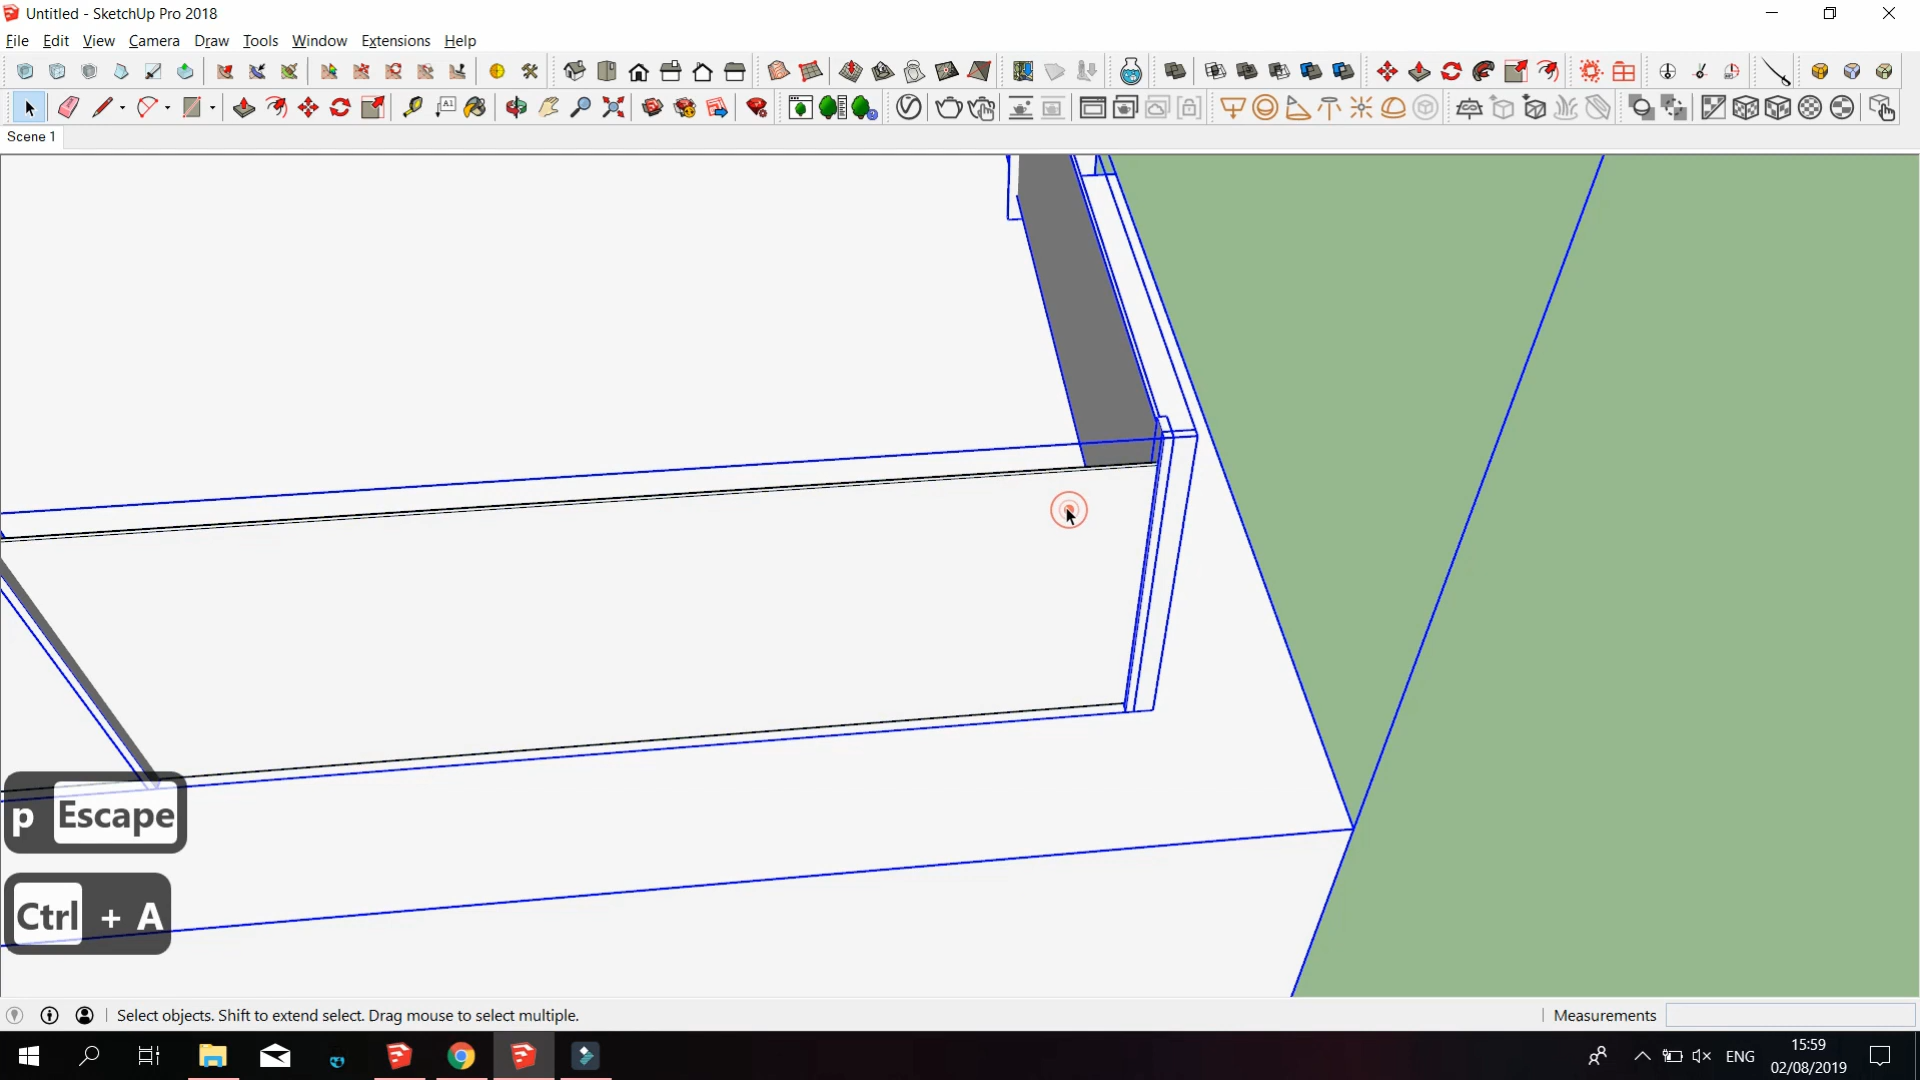 Untitled - SketchUp Pro 2018
File Edit View Camera Draw Tools Window Extensions Help
Scene 1
p Escape
Ctrl + A
Select objects. Shift to extend select. Drag mouse to select multiple.
Measurements
ENG
15:59
02/08/2019